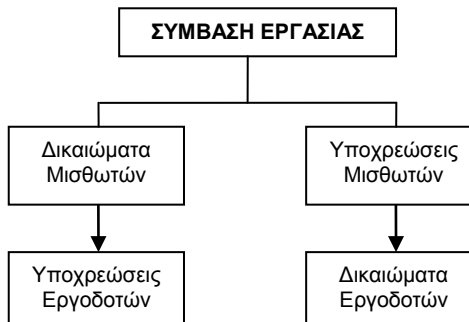 ΣΥΜΒΑΣΗ ΕΡΓΑΣΙΑΣ
Δικαιώματα
Μισθωτών
Υποχρεώσεις
Μισθωτών
Υποχρεώσεις
Εργοδοτών
Δικαιώματα
Εργοδοτών